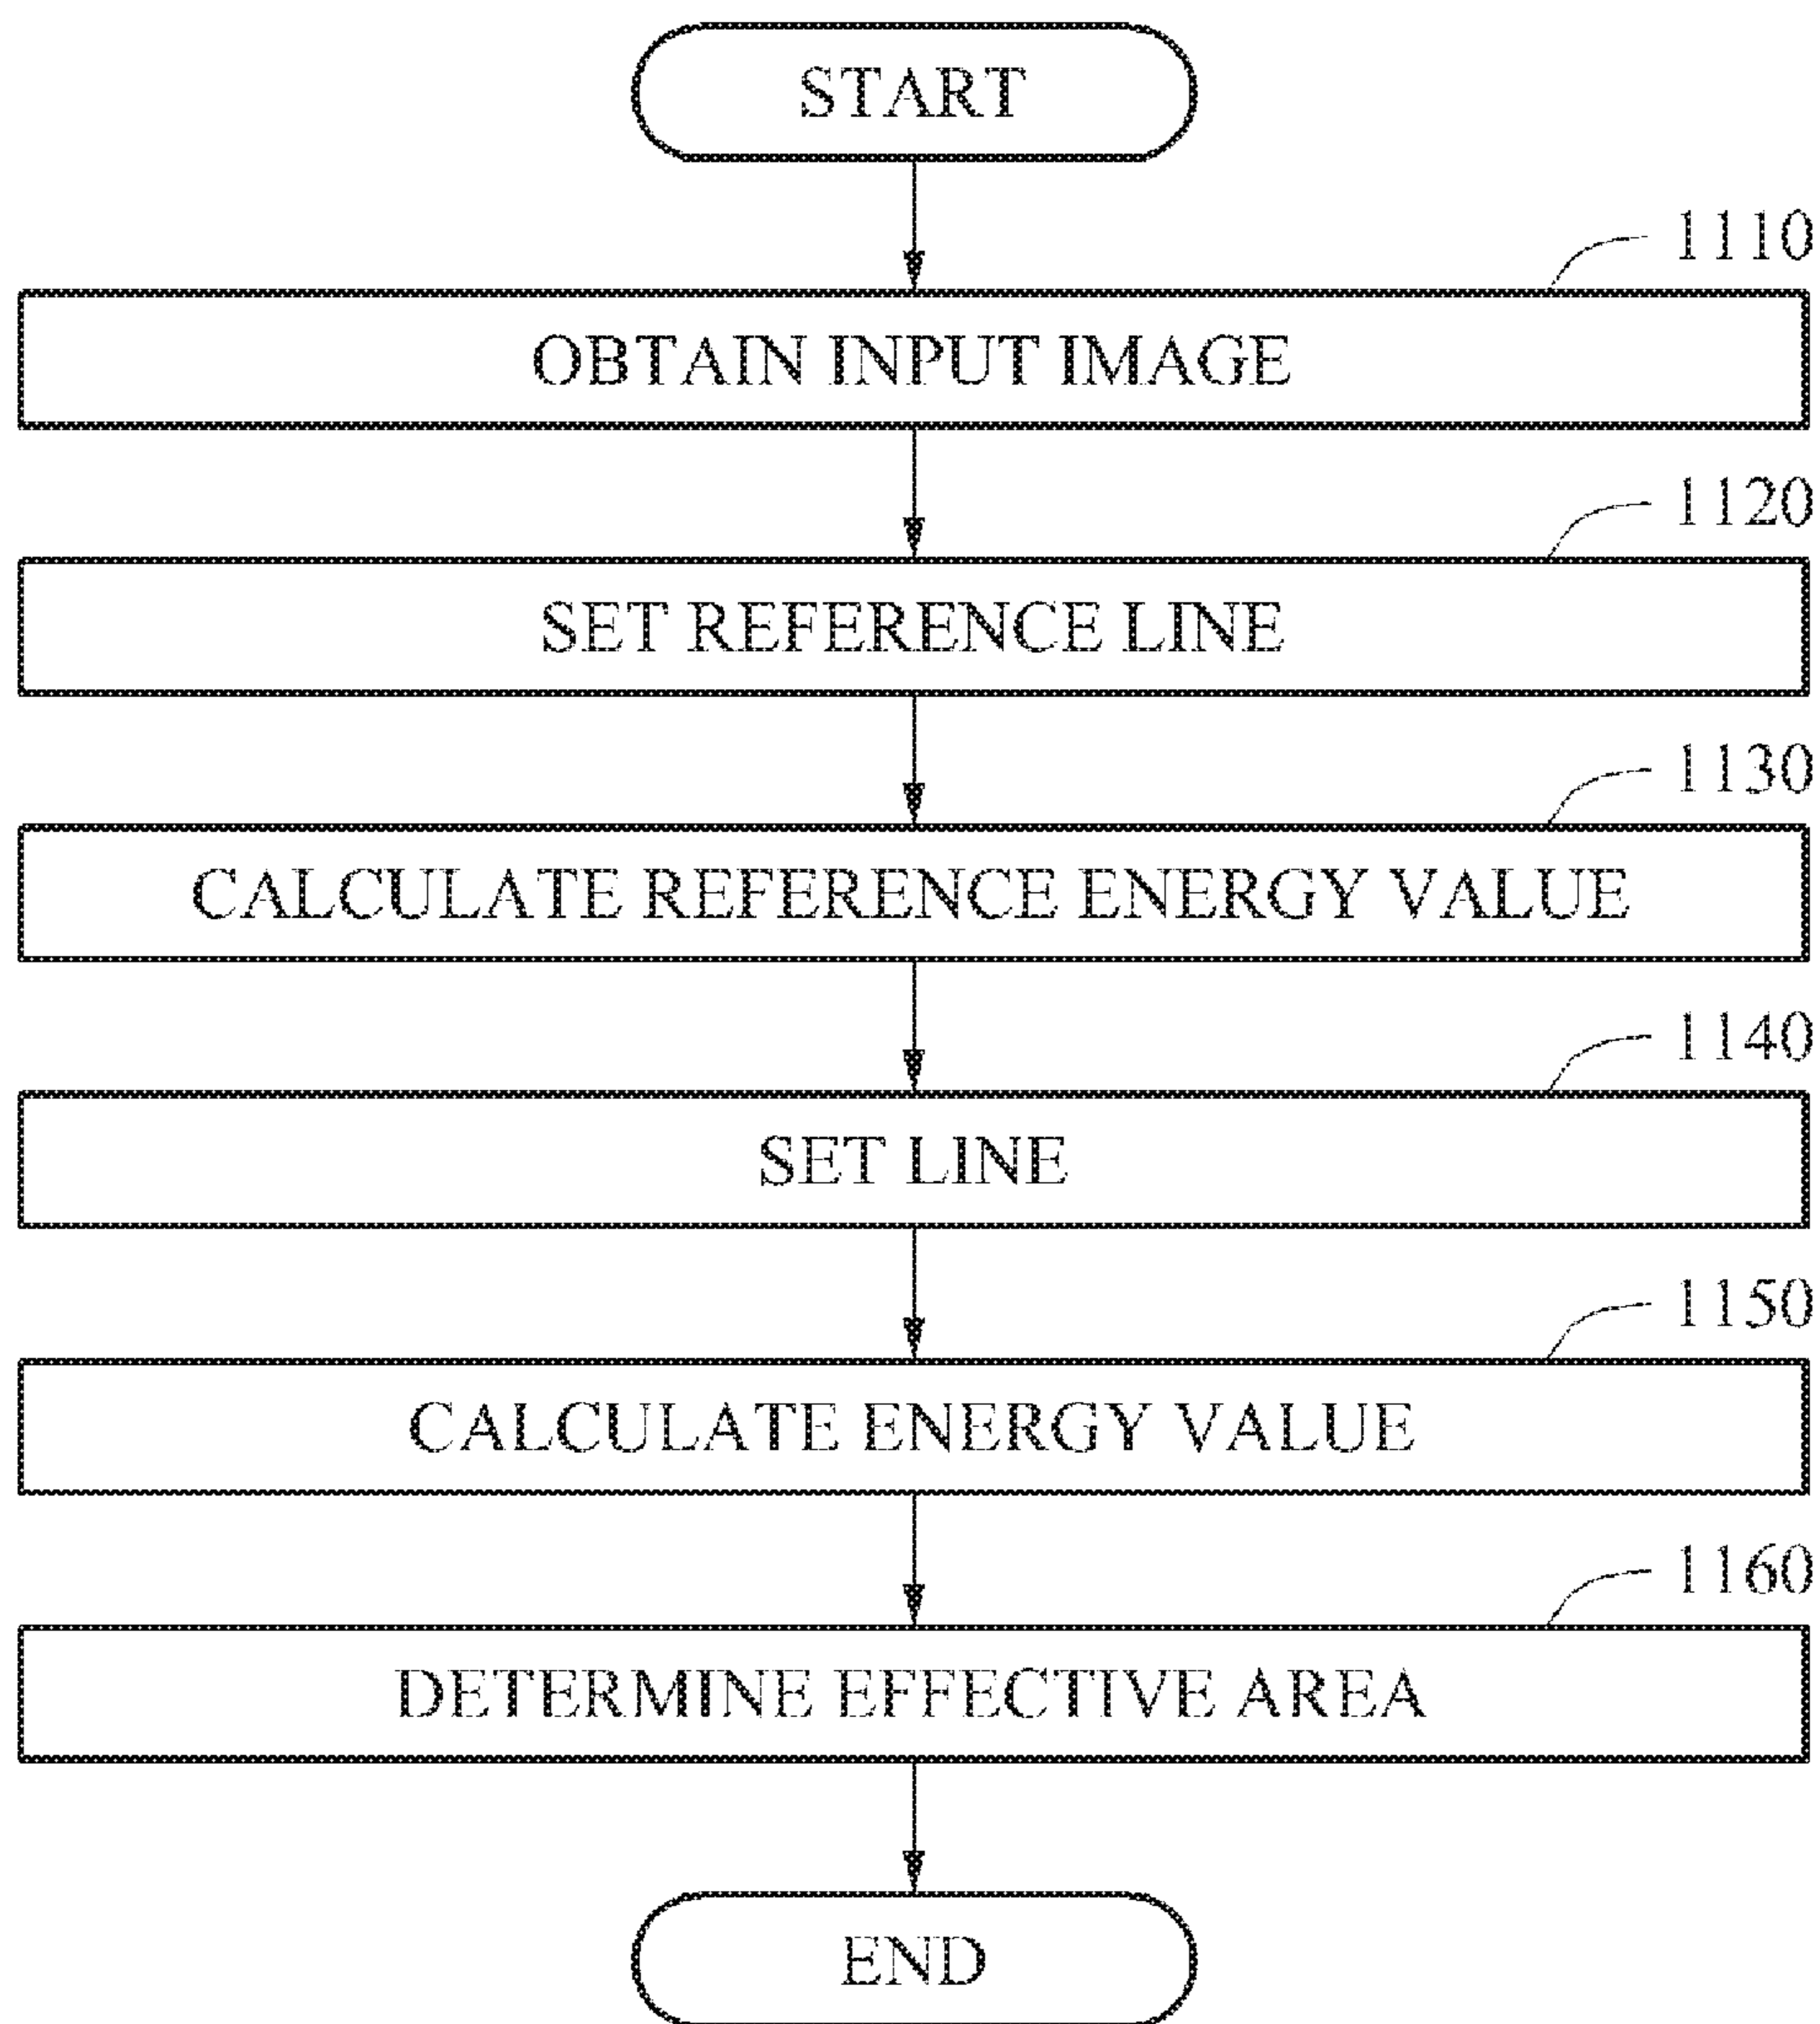 START
1110
OBTAIN INPUT IMAGE
1120
SET REFERENCE LINE
1130
CALCULATE REFERENCE ENERGY VALUE
1140
SET LINE
1150
CALCULATE ENERGY VALUE
1160
DETERMINE EFFECTIVE AREA
END